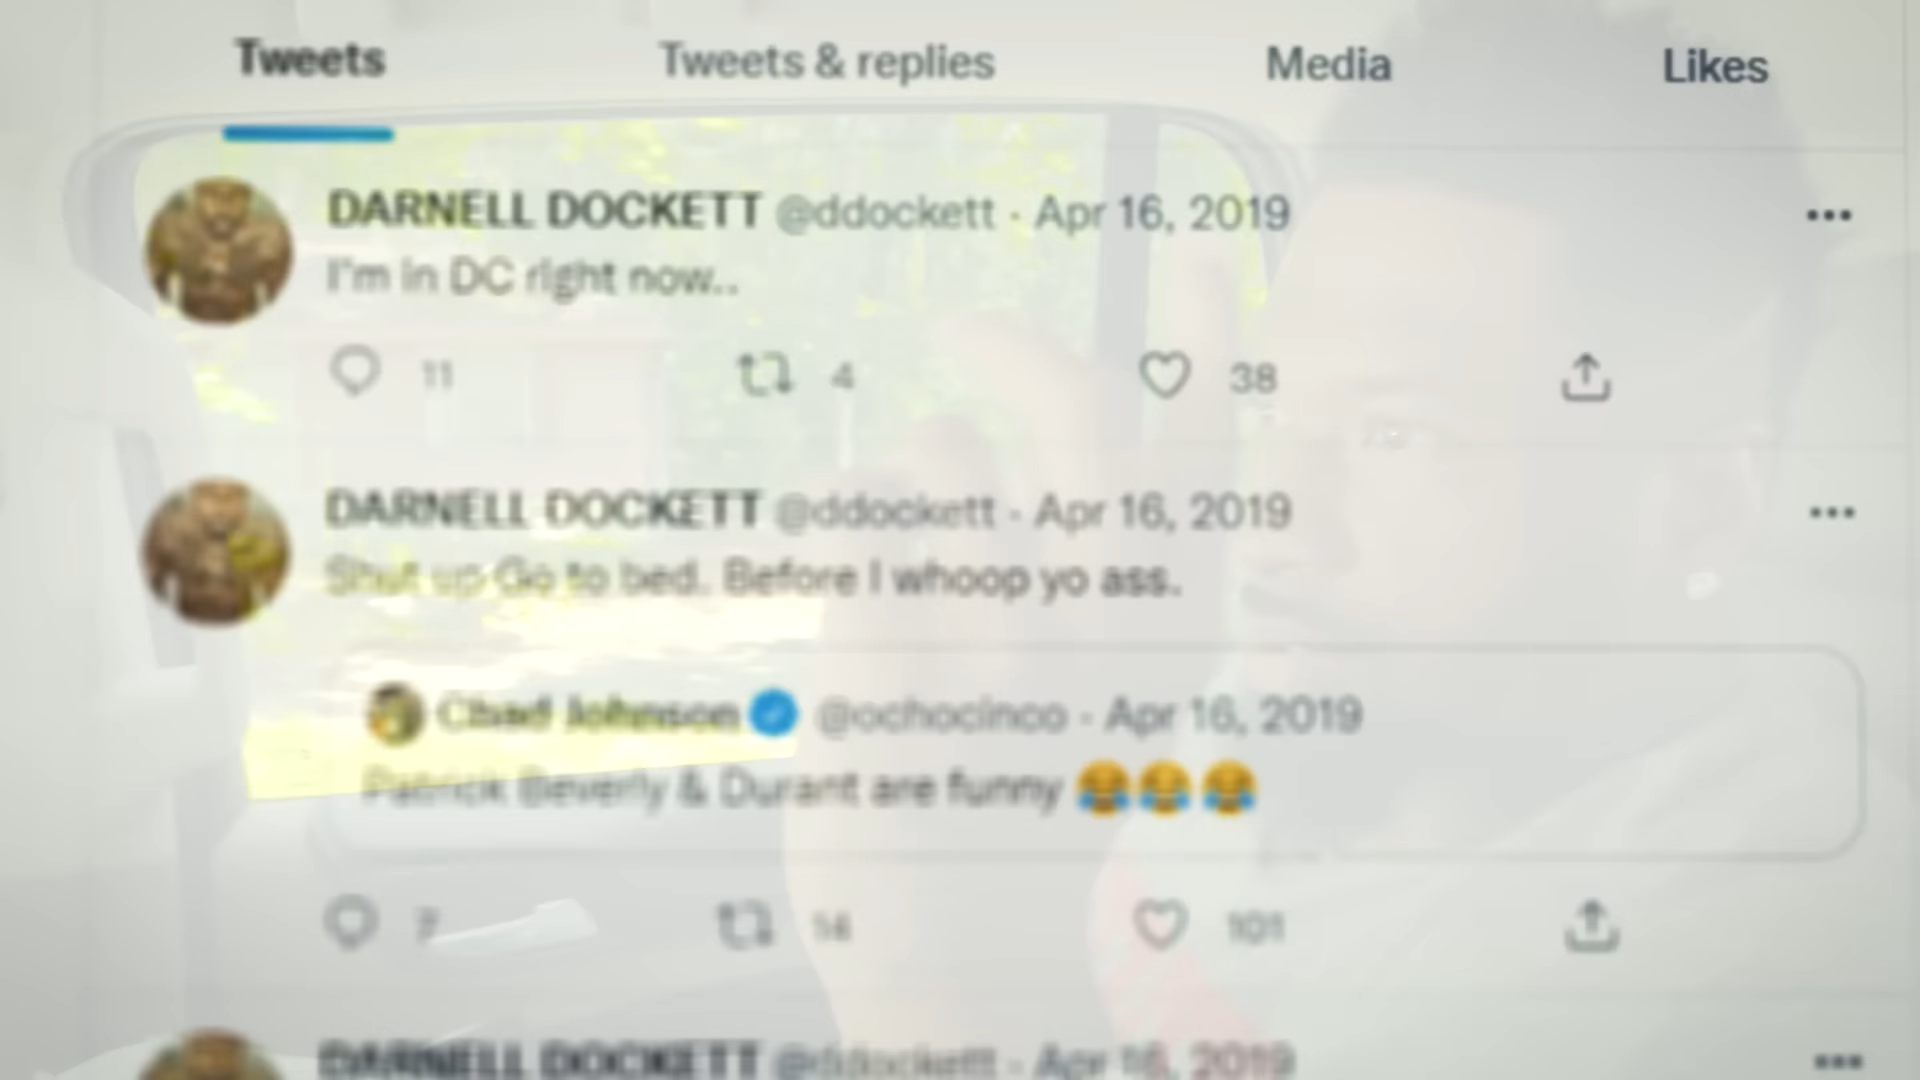 Tweets
Tweets & replies
Media
Likes
DARNELL DOCKETT @ddockett · Apr 16, 2019
I'm in DC right now..
11
4
38
DARNELL DOCKETT @ddockett · Apr 16, 2019
Shut up Go to bed. Before I whoop yo ass.
Chad Johnson @ochocinco · Apr 16, 2019
Patrick Beverly & Durant are funny 😂😂😂
7
14
101
DARNELL DOCKETT @ddockett · Apr 16, 2019